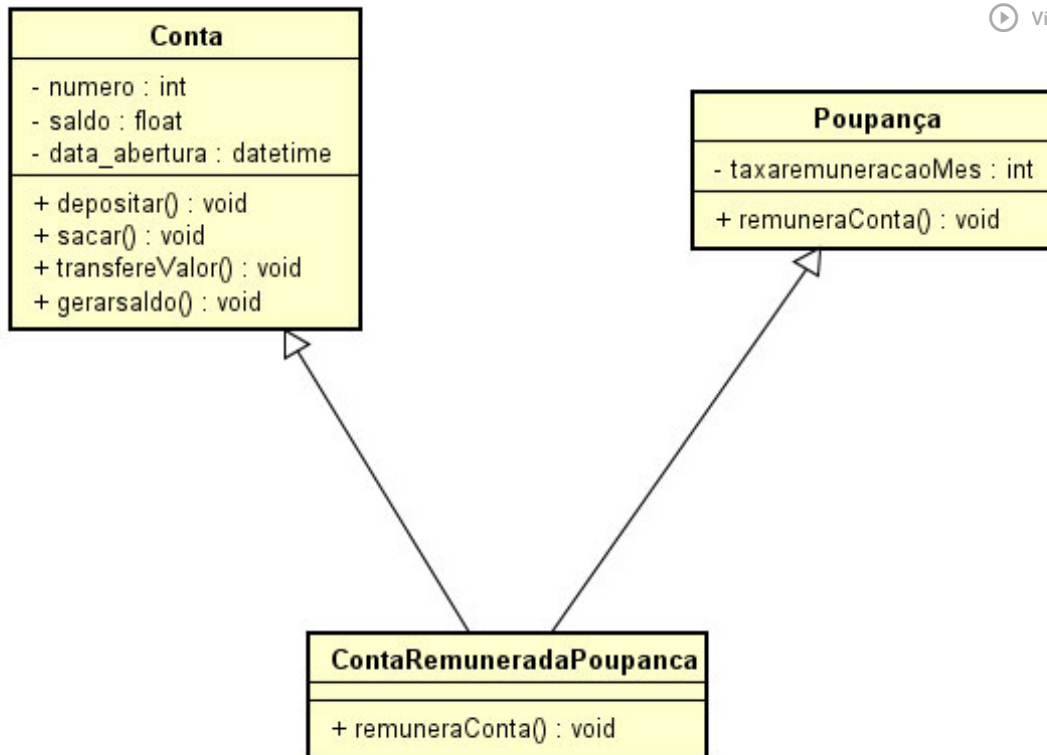 Conta
- numero : int
- saldo : float
- data_abertura : datetime
+ depositar() : void
+ sacar() : void
+ transfereValor() : void
+ gerarsaldo() : void
Poupança
- taxaremuneracaoMes : int
+ remuneraConta() : void
ContaRemuneradaPoupanca
+ remuneraConta() : void